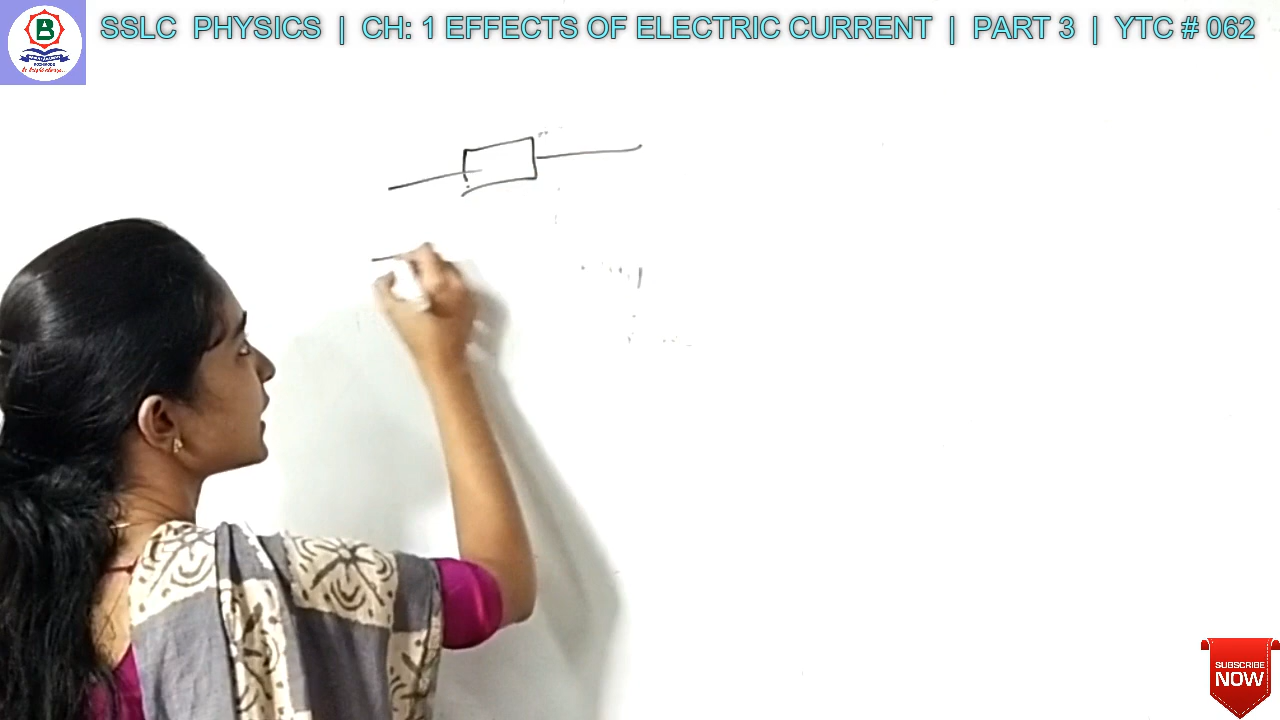 SSLC PHYSICS | CH: 1 EFFECTS OF ELECTRIC CURRENT | PART 3 | YTC # 062
B
SUBSCRIBE
NOW